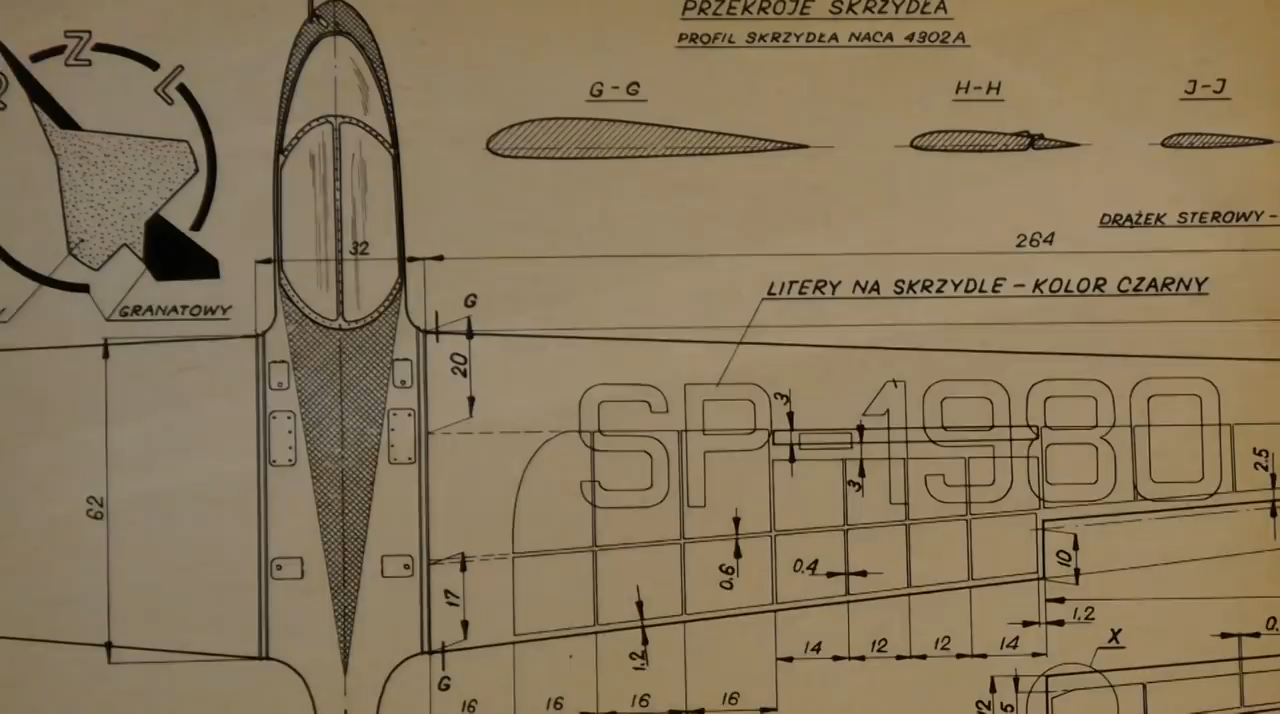 PRZEKROJE SKRZYDŁA
PROFIL SKRZYDŁA NACA 4302A
G-G
H-H
J-J
Z
L
DRĄŻEK STEROWY -
32
264
LITERY NA SKRZYDLE - KOLOR CZARNY
GRANATOWY
G
20
SP-1980
3
3
2.5
62
17
0.6
0.4
10
1.2
1.2
X
14
12
12
14
G
16
16
16
16